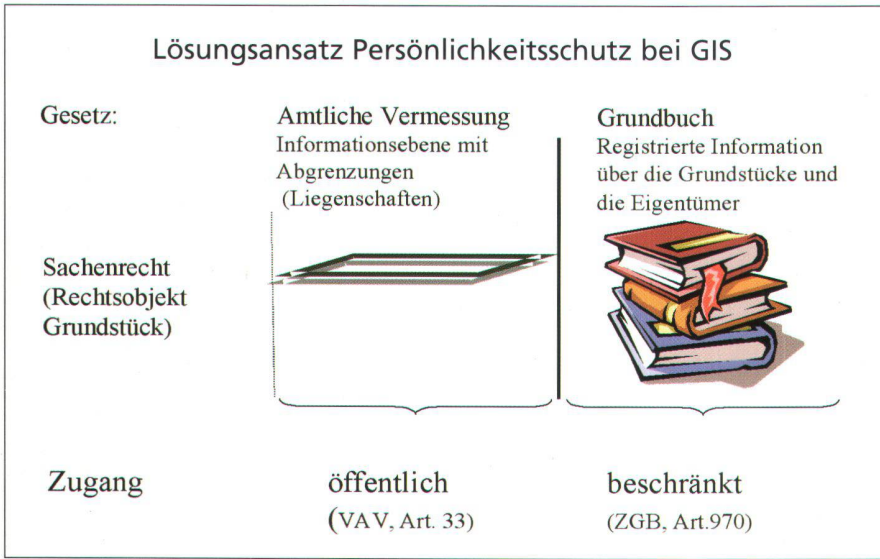 Lösungsansatz Persönlichkeitsschutz bei GIS
Gesetz:
Amtliche Vermessung
Informationsebene mit
Abgrenzungen
(Liegenschaften)
Grundbuch
Registrierte Information
über die Grundstücke und
die Eigentümer
Sachenrecht
(Rechtsobjekt
Grundstück)
Zugang
öffentlich
(VAV, Art. 33)
beschränkt
(ZGB, Art.970)